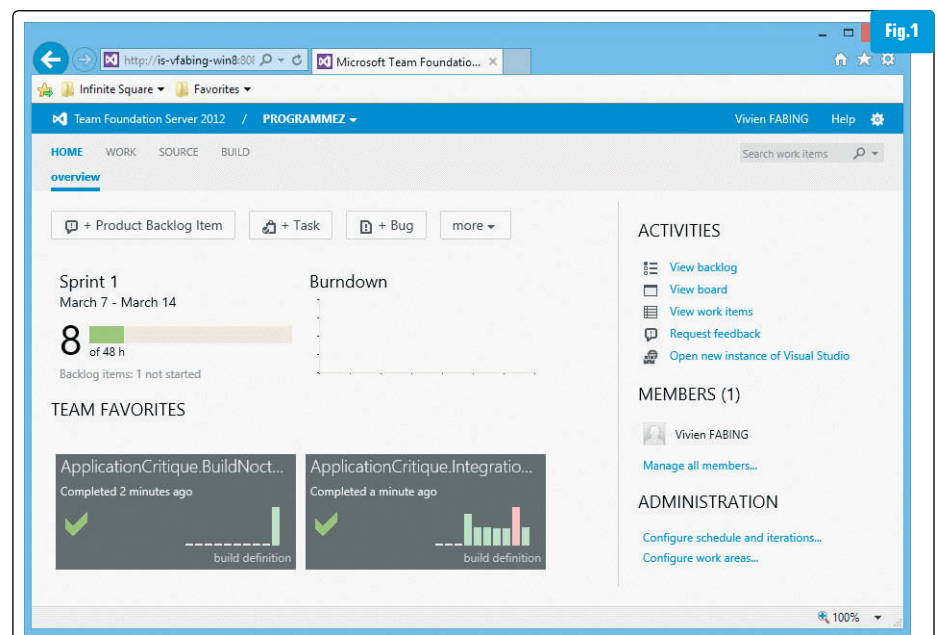 Fig.1
http://is-vfabing-win8:808
Microsoft Team Foundatio...
Infinite Square
Favorites
Team Foundation Server 2012 / PROGRAMMEZ
Vivien FABING Help
HOME WORK SOURCE BUILD
Search work items
overview
+ Product Backlog Item
+ Task
+ Bug
more
Sprint 1
March 7 - March 14
8
of 48 h
Backlog items: 1 not started
Burndown
TEAM FAVORITES
ApplicationCritique.BuildNoct...
Completed 2 minutes ago
build definition
ApplicationCritique.Integratio...
Completed a minute ago
build definition
ACTIVITIES
View backlog
View board
View work items
Request feedback
Open new instance of Visual Studio
MEMBERS (1)
Vivien FABING
Manage all members...
ADMINISTRATION
Configure schedule and iterations...
Configure work areas...
100%